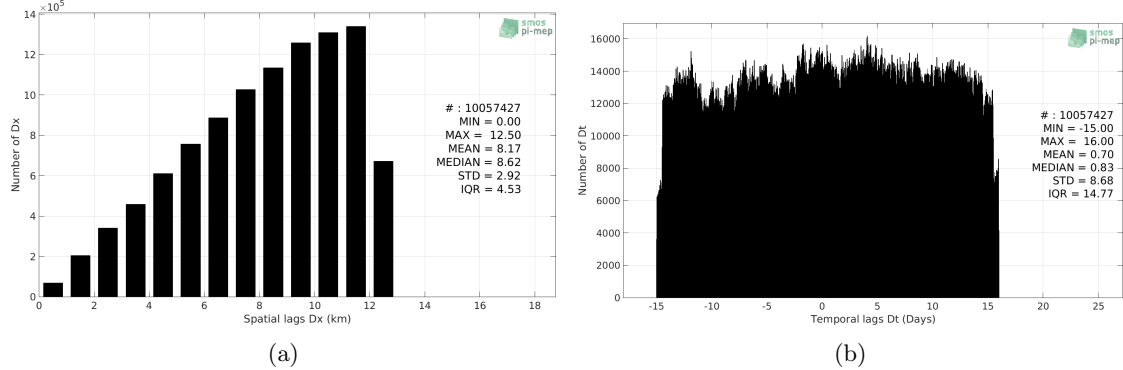 ×10⁵
14
12
10
8
6
4
2
0
Number of Dx
0 2 4 6 8 10 12 14 16 18
Spatial lags Dx (km)
smos
pi-mep
# : 10057427
MIN = 0.00
MAX = 12.50
MEAN = 8.17
MEDIAN = 8.62
STD = 2.92
IQR = 4.53
(a)
16000
14000
12000
10000
8000
6000
4000
2000
0
Number of Dt
-15 -10 -5 0 5 10 15 20 25
Temporal lags Dt (Days)
smos
pi-mep
# : 10057427
MIN = -15.00
MAX = 16.00
MEAN = 0.70
MEDIAN = 0.83
STD = 8.68
IQR = 14.77
(b)